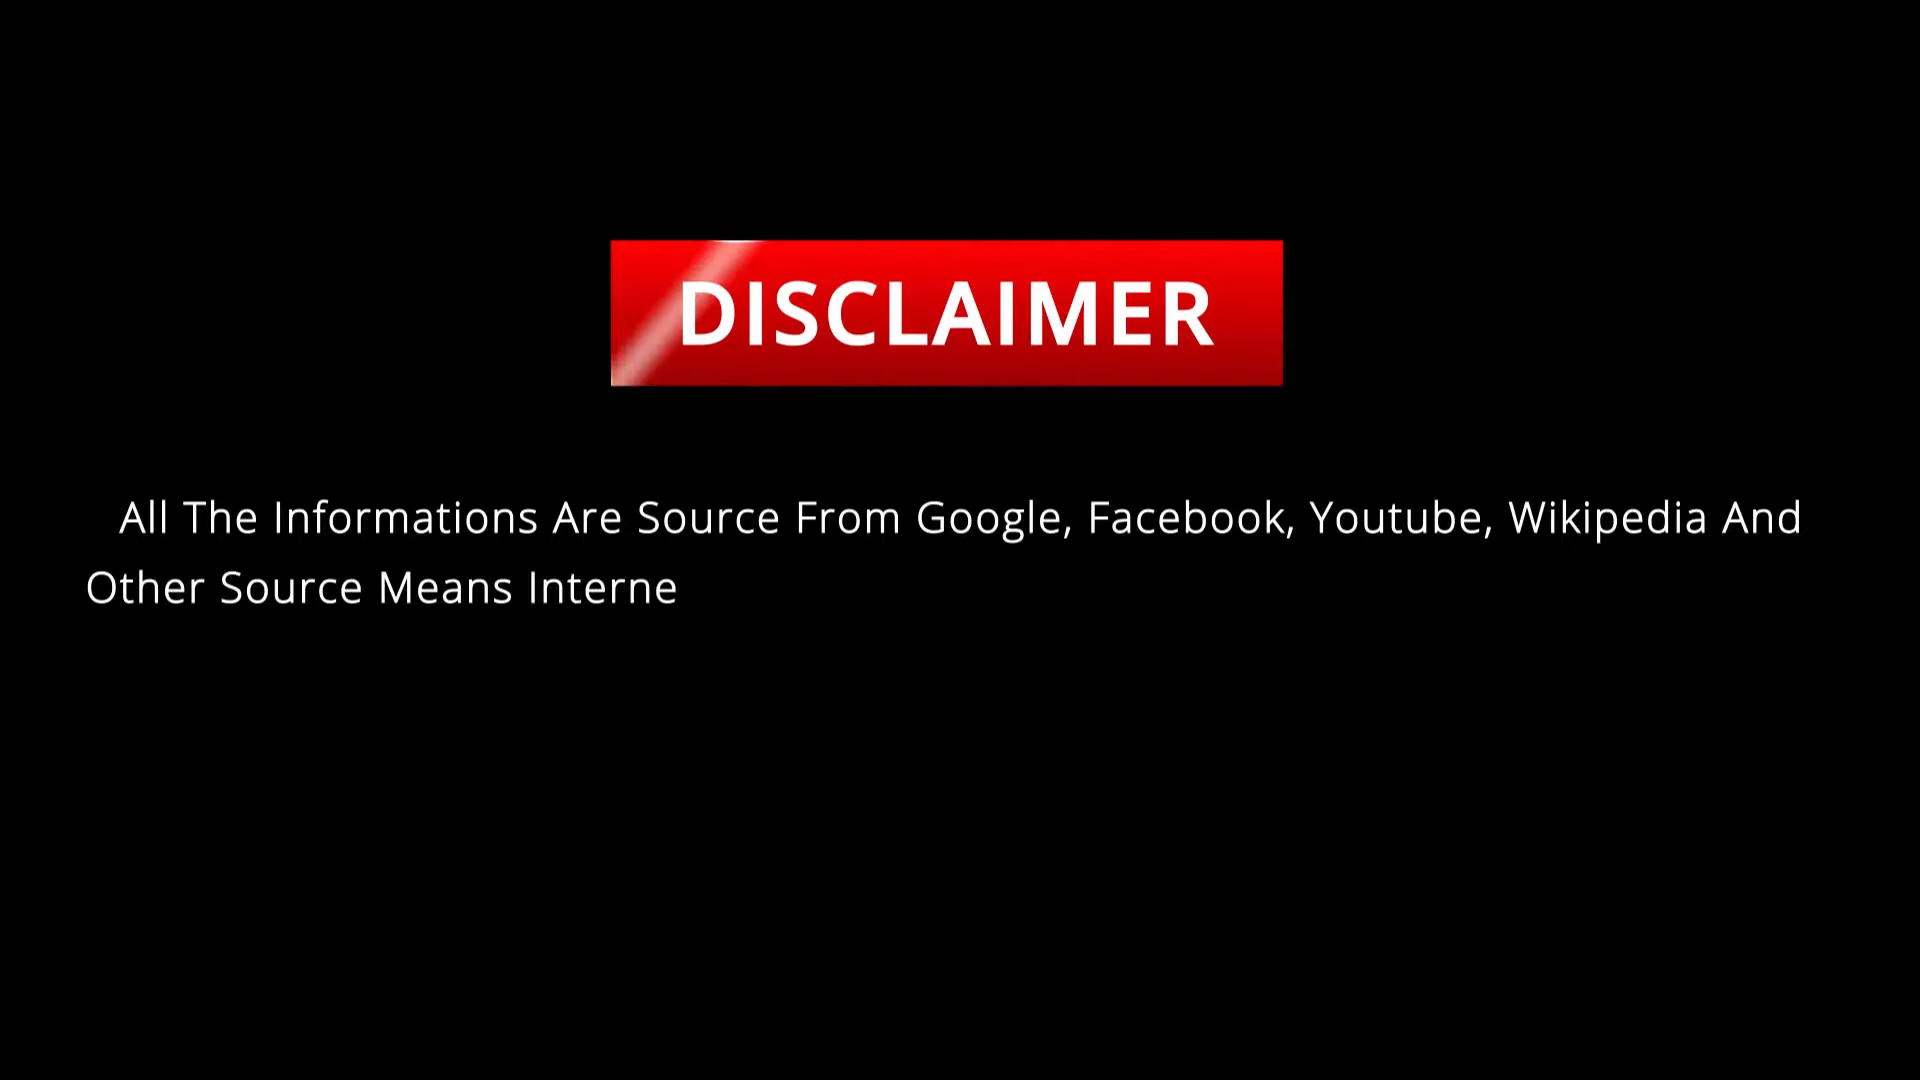 DISCLAIMER
All The Informations Are Source From Google, Facebook, Youtube, Wikipedia And
Other Source Means Interne